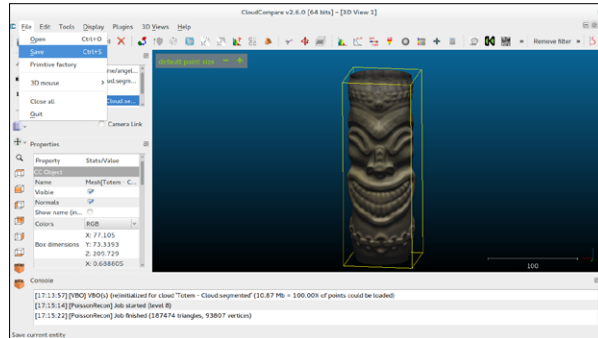 CloudCompare v2.6.0 [64 bits] - [3D View 1]
File Edit Tools Display Plugins 3D Views Help
Open Ctrl+O
Save Ctrl+S
Primitive factory
3D mouse
Close all
Quit
Remove filter
default point size
Camera Link
Properties
Property State/Value
CC Object
Name Mesh[Totem - C...
Visible
Normals
Show name (in...
Colors RGB
X: 77.105
Box dimensions Y: 73.3393
Z: 209.729
100
Console
[17:13:57] [VBO] VBO(s) (re)initialized for cloud 'Totem - Cloud.segmented' (10.87 Mb = 100.00% of points could be loaded)
[17:15:14] [PoissonRecon] Job started (level 8)
[17:15:22] [PoissonRecon] Job finished (187474 triangles, 93807 vertices)
Save current entity